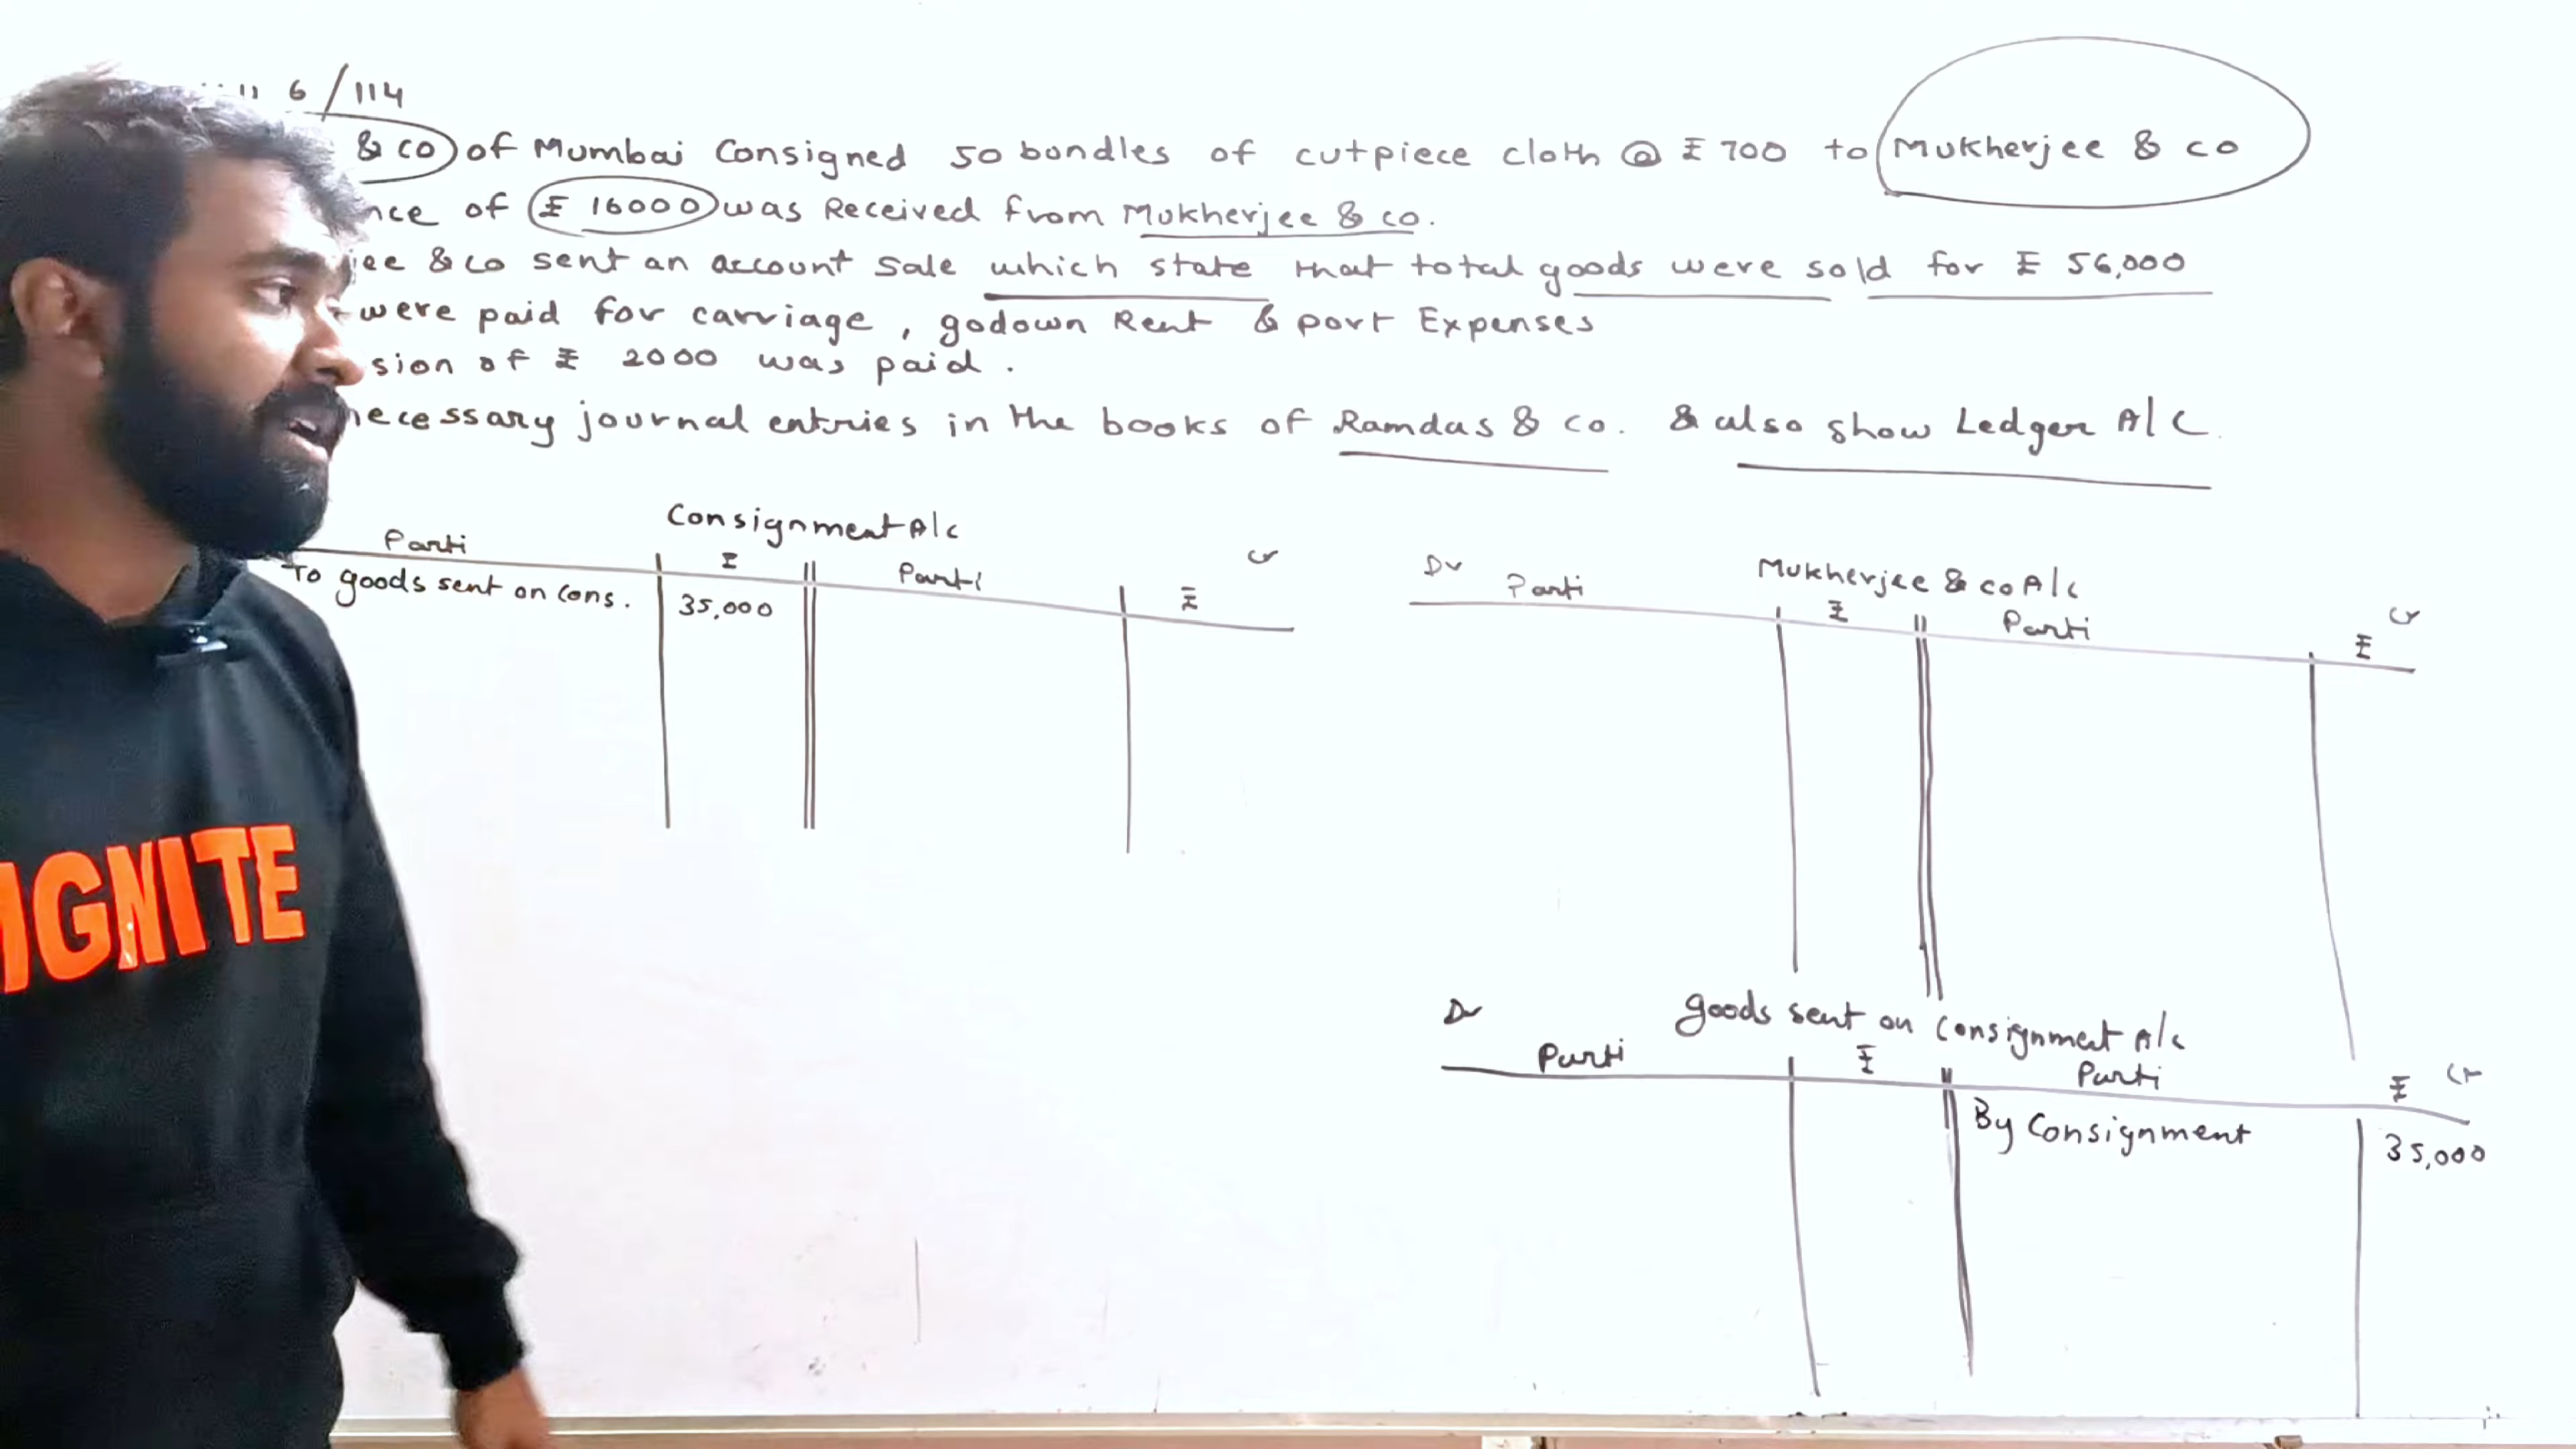 6/114
& co of Mumbai Consigned 50 bundles of cutpiece cloth @ ₹ 700 to Mukherjee & co
nce of ₹ 16000 was Received from Mukherjee & co.
jee & co sent an account sale which state that total goods were sold for ₹ 56,000
were paid for carriage, godown Rent & port Expenses
sion of ₹ 2000 was paid.
necessary journal entries in the books of Ramdas & co. & also show Ledger A/C.
Consignment A/c
Parti ₹ Parti ₹ Cr
To goods sent on Cons. 35,000
Mukherjee & co A/c
Dr Parti ₹ Parti ₹ Cr
goods sent on Consignment A/c
Dr Parti ₹ Parti ₹ Cr
By Consignment 35,000
IGNITE